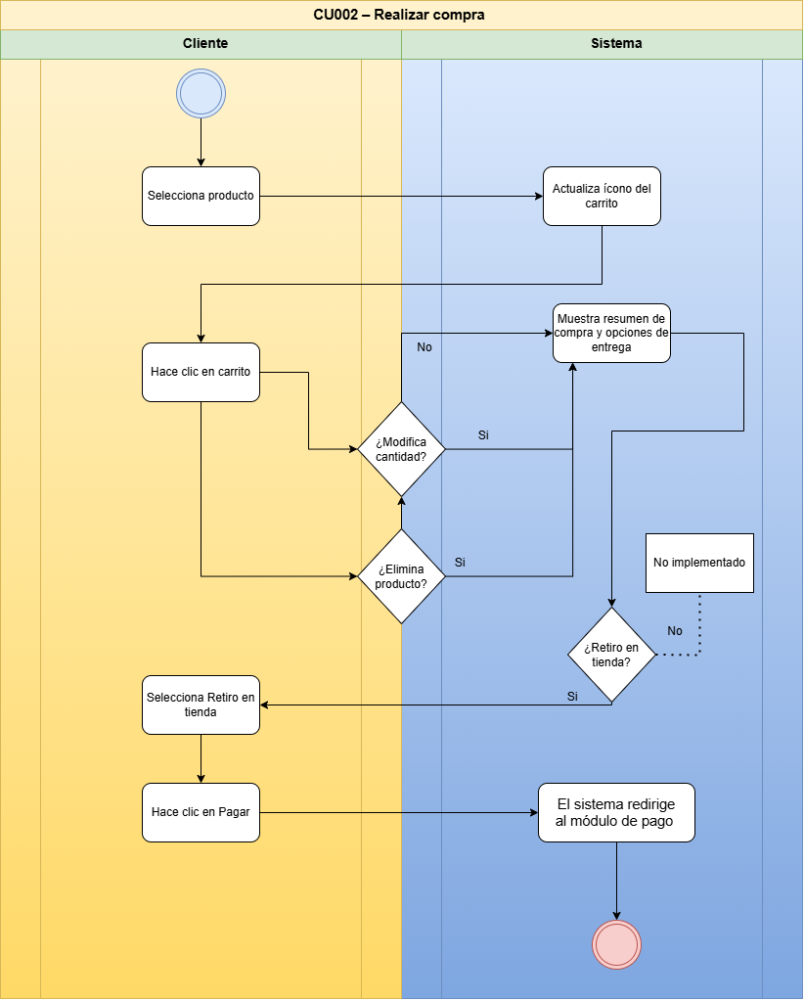 CU002 – Realizar compra
Cliente
Sistema
Selecciona producto
Actualiza ícono del
carrito
Muestra resumen de
compra y opciones de
entrega
No
Hace clic en carrito
¿Modifica
cantidad?
Si
¿Elimina
producto?
Si
No implementado
No
¿Retiro en
tienda?
Si
Selecciona Retiro en
tienda
Hace clic en Pagar
El sistema redirige
al módulo de pago